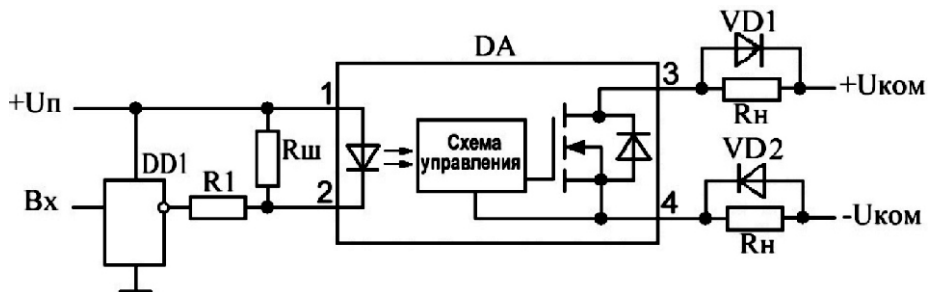 DA
VD1
1
3
+Uп
+Uком
Rн
Rш
Схема
управления
DD1
VD2
R1
2
4
Вх
-Uком
Rн